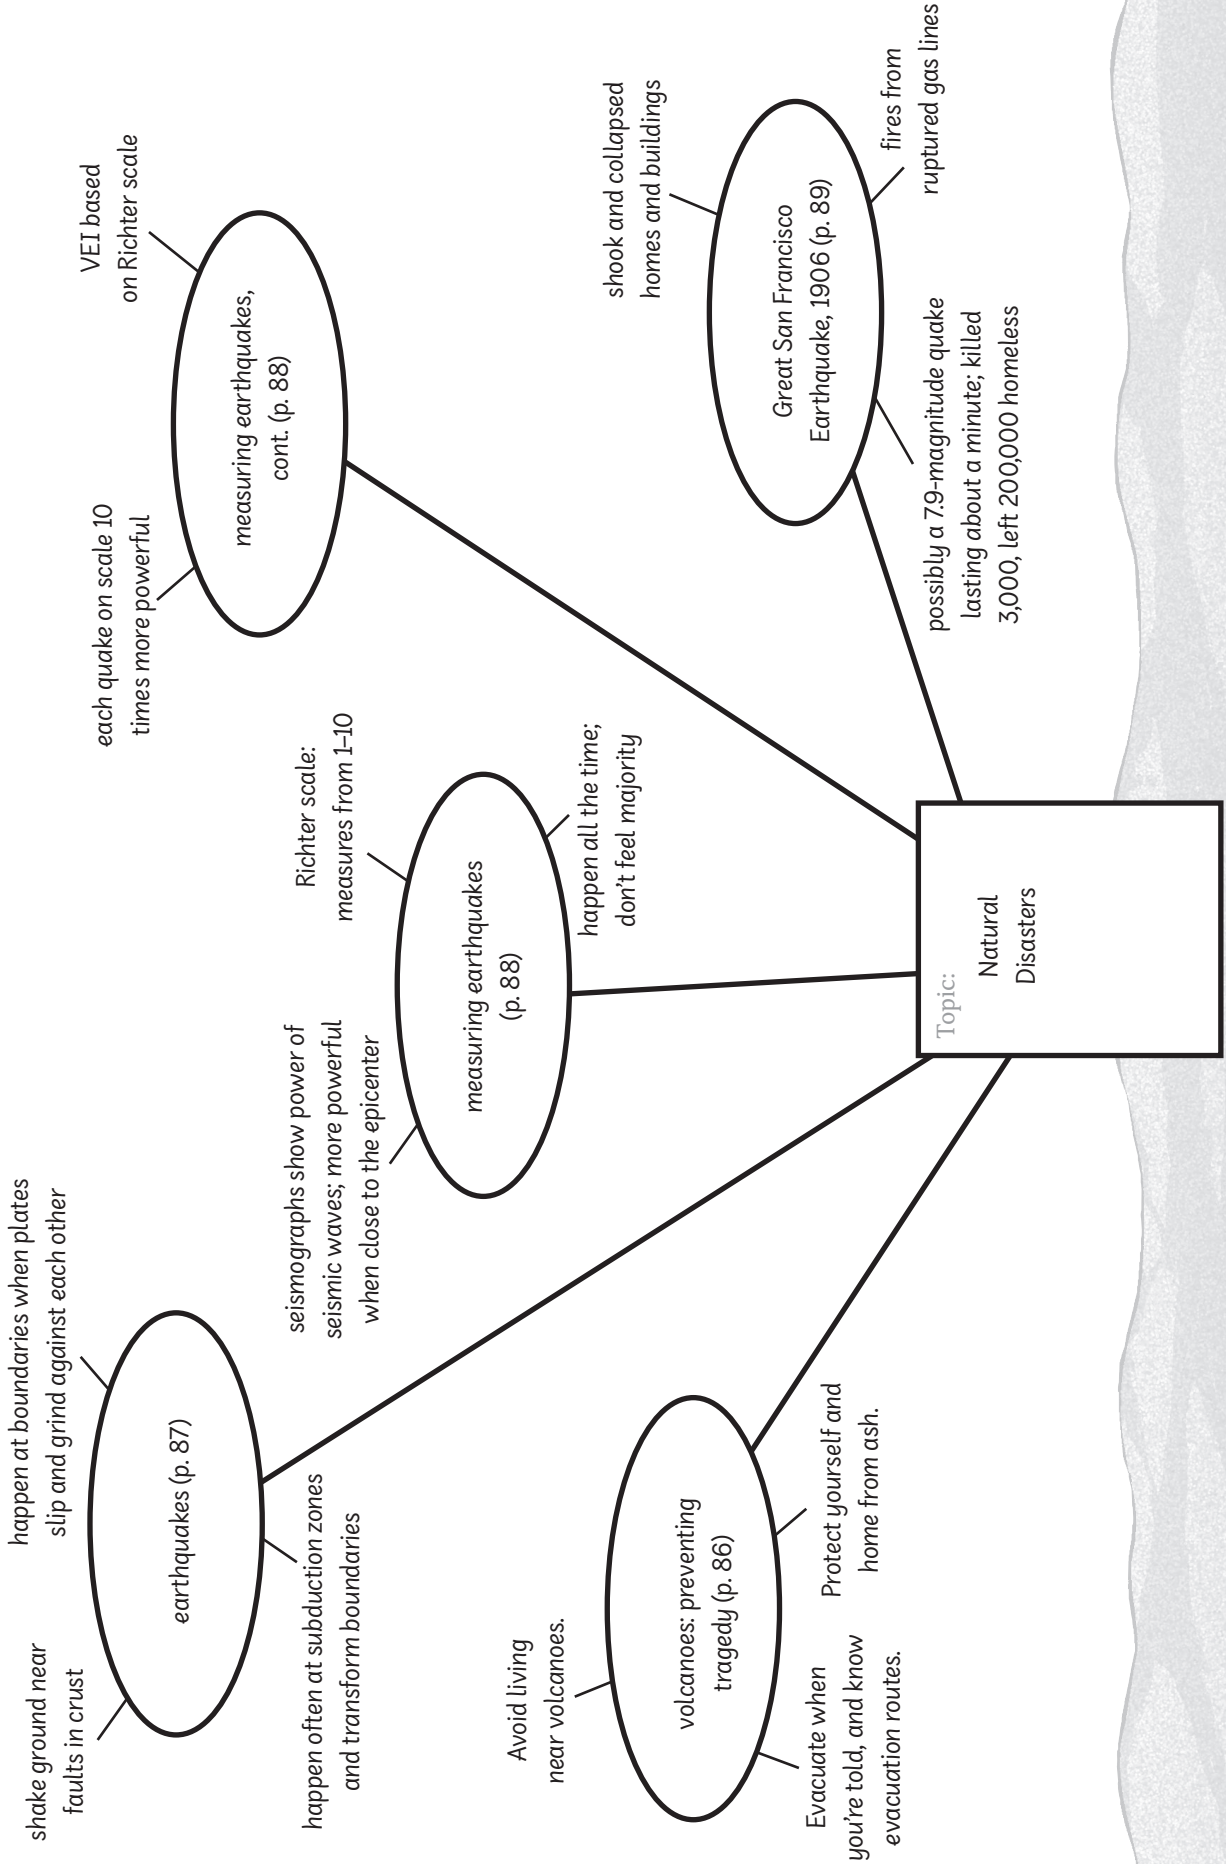 shake ground near
faults in crust
happen at boundaries when plates
slip and grind against each other
earthquakes (p. 87)
happen often at subduction zones
and transform boundaries
seismographs show power of
seismic waves; more powerful
when close to the epicenter
Richter scale:
measures from 1–10
measuring earthquakes
(p. 88)
happen all the time;
don't feel majority
each quake on scale 10
times more powerful
VEI based
on Richter scale
measuring earthquakes,
cont. (p. 88)
Avoid living
near volcanoes.
volcanoes: preventing
tragedy (p. 86)
Evacuate when
you're told, and know
evacuation routes.
Protect yourself and
home from ash.
Topic:
Natural
Disasters
shook and collapsed
homes and buildings
Great San Francisco
Earthquake, 1906 (p. 89)
possibly a 7.9-magnitude quake
lasting about a minute; killed
3,000, left 200,000 homeless
fires from
ruptured gas lines